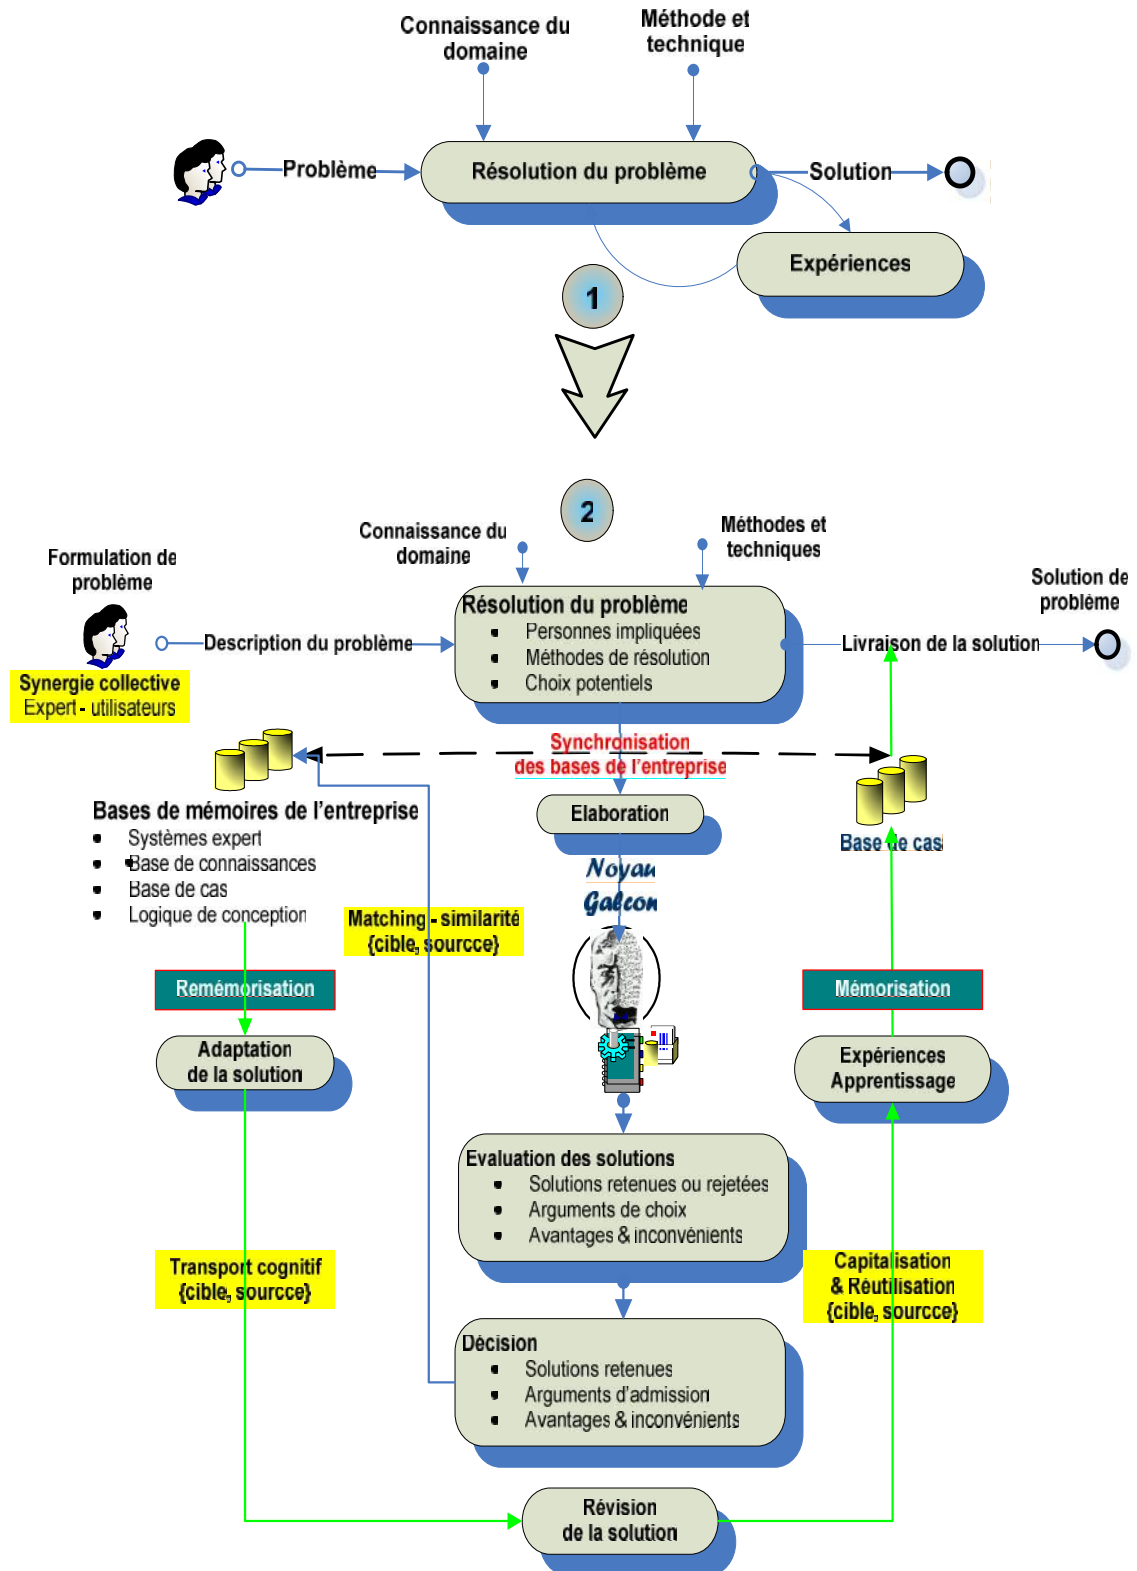 Connaissance du
domaine
Méthode et
technique
Problème
Résolution du problème
Solution
Expériences
1
2
Connaissance du
domaine
Méthodes et
techniques
Formulation de
problème
Solution de
problème
Résolution du problème
Personnes impliquées
Méthodes de résolution
Choix potentiels
Description du problème
Livraison de la solution
Synergie collective
Expert - utilisateurs
Synchronisation
des bases de l'entreprise
Elaboration
Bases de mémoires de l'entreprise
Systèmes expert
Base de connaissances
Base de cas
Logique de conception
Base de cas
Noyau
Galcon
Matching - similarité
{cible, sourcce}
Remémorisation
Mémorisation
Adaptation
de la solution
Expériences
Apprentissage
Evaluation des solutions
Solutions retenues ou rejetées
Arguments de choix
Avantages & inconvénients
Transport cognitif
{cible, sourcce}
Capitalisation
& Réutilisation
{cible, sourcce}
Décision
Solutions retenues
Arguments d'admission
Avantages & inconvénients
Révision
de la solution